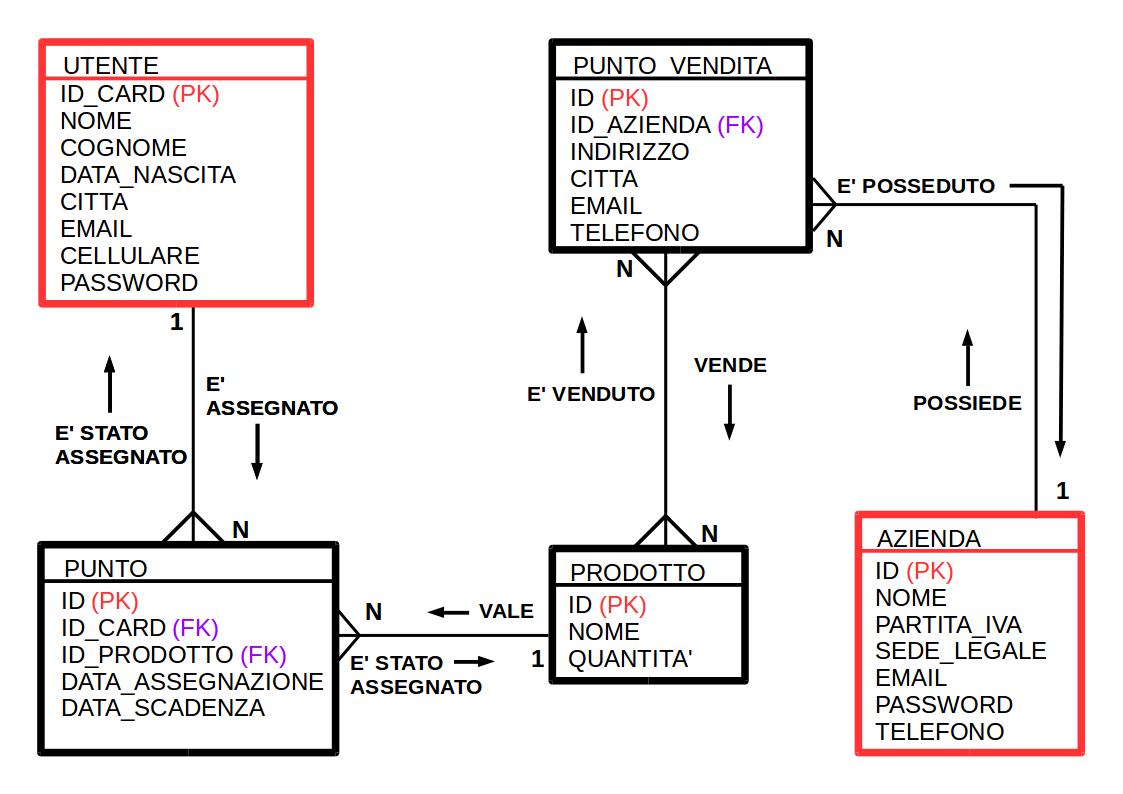 UTENTE
ID_CARD (PK)
NOME
COGNOME
DATA_NASCITA
CITTA
EMAIL
CELLULARE
PASSWORD
PUNTO_VENDITA
ID (PK)
ID_AZIENDA (FK)
INDIRIZZO
CITTA
EMAIL
TELEFONO
E' POSSEDUTO
N
N
1
E'
ASSEGNATO
E' STATO
ASSEGNATO
E' VENDUTO
VENDE
POSSIEDE
1
N
N
PUNTO
ID (PK)
ID_CARD (FK)
ID_PRODOTTO (FK)
DATA_ASSEGNAZIONE
DATA_SCADENZA
N
VALE
E' STATO
ASSEGNATO
1
PRODOTTO
ID (PK)
NOME
QUANTITA'
AZIENDA
ID (PK)
NOME
PARTITA_IVA
SEDE_LEGALE
EMAIL
PASSWORD
TELEFONO